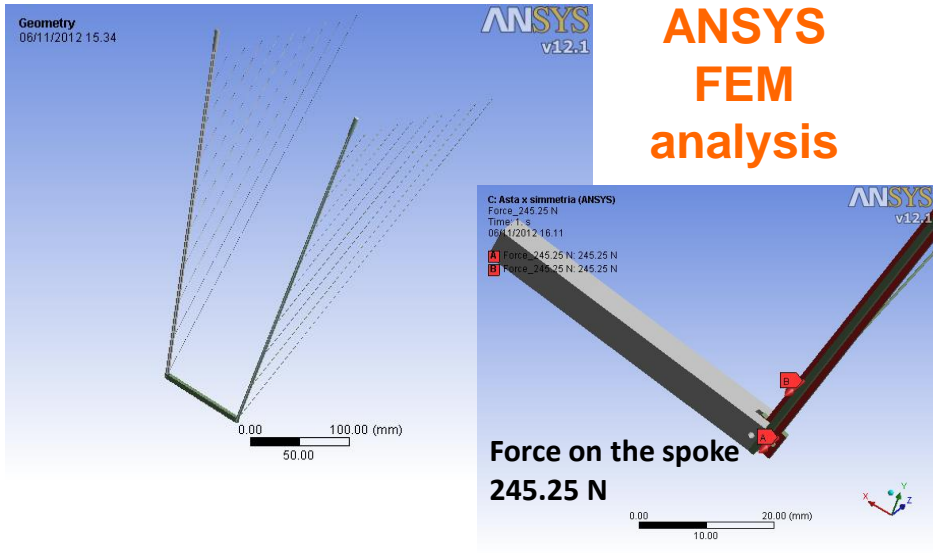 Geometry
06/11/2012 15.34
ANSYS
v12.1
0.00
100.00 (mm)
50.00
ANSYS
FEM
analysis
C: Asta x simmetria (ANSYS)
Force_245.25 N
Time: 1. s
06/11/2012 16.11
A Force_245.25 N: 245.25 N
B Force_245.25 N: 245.25 N
ANSYS
v12.1
B
A
Force on the spoke
245.25 N
0.00
20.00 (mm)
10.00
X
Y
Z